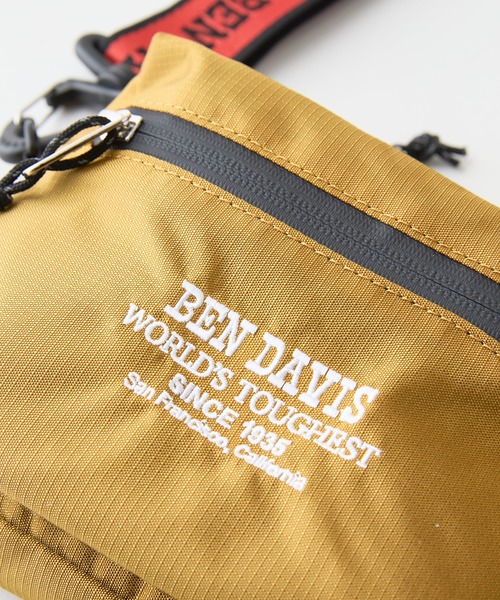 BEN DAVIS
WORLD'S TOUGHEST
SINCE 1935
San Francisco, California